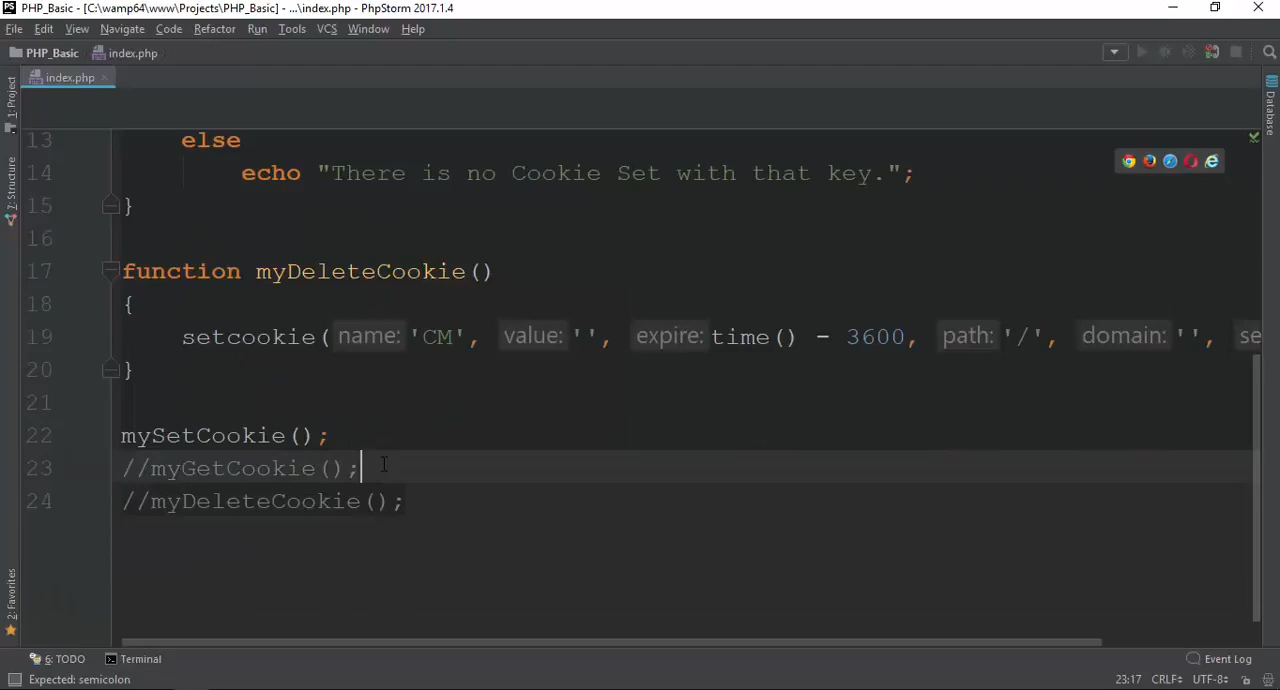 PS PHP_Basic - [C:\wamp64\www\Projects\PHP_Basic] - ...\index.php - PhpStorm 2017.1.4
File Edit View Navigate Code Refactor Run Tools VCS Window Help
PHP_Basic index.php
index.php
1: Project
7: Structure
2: Favorites
Database
13 else
14 echo "There is no Cookie Set with that key.";
15 }
16
17 function myDeleteCookie()
18 {
19 setcookie( name: 'CM', value: '', expire: time() - 3600, path: '/', domain: '', se
20 }
21
22 mySetCookie();
23 //myGetCookie();
24 //myDeleteCookie();
6: TODO Terminal Event Log
Expected: semicolon 23:17 CRLF UTF-8